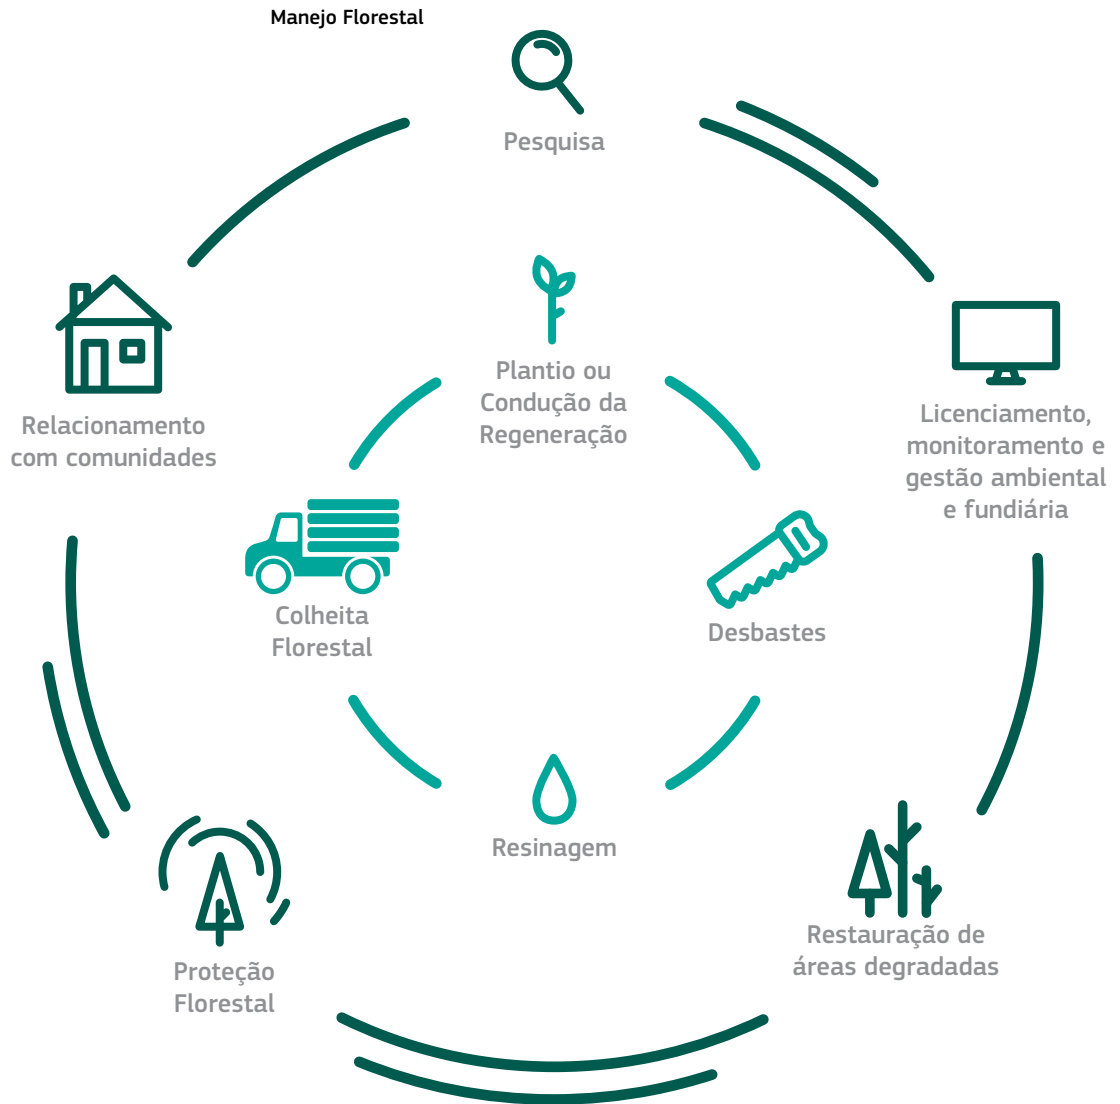 Manejo Florestal
Pesquisa
Plantio ou
Condução da
Regeneração
Licenciamento,
monitoramento e
gestão ambiental
e fundiária
Relacionamento
com comunidades
Colheita
Florestal
Desbastes
Resinagem
Restauração de
áreas degradadas
Proteção
Florestal